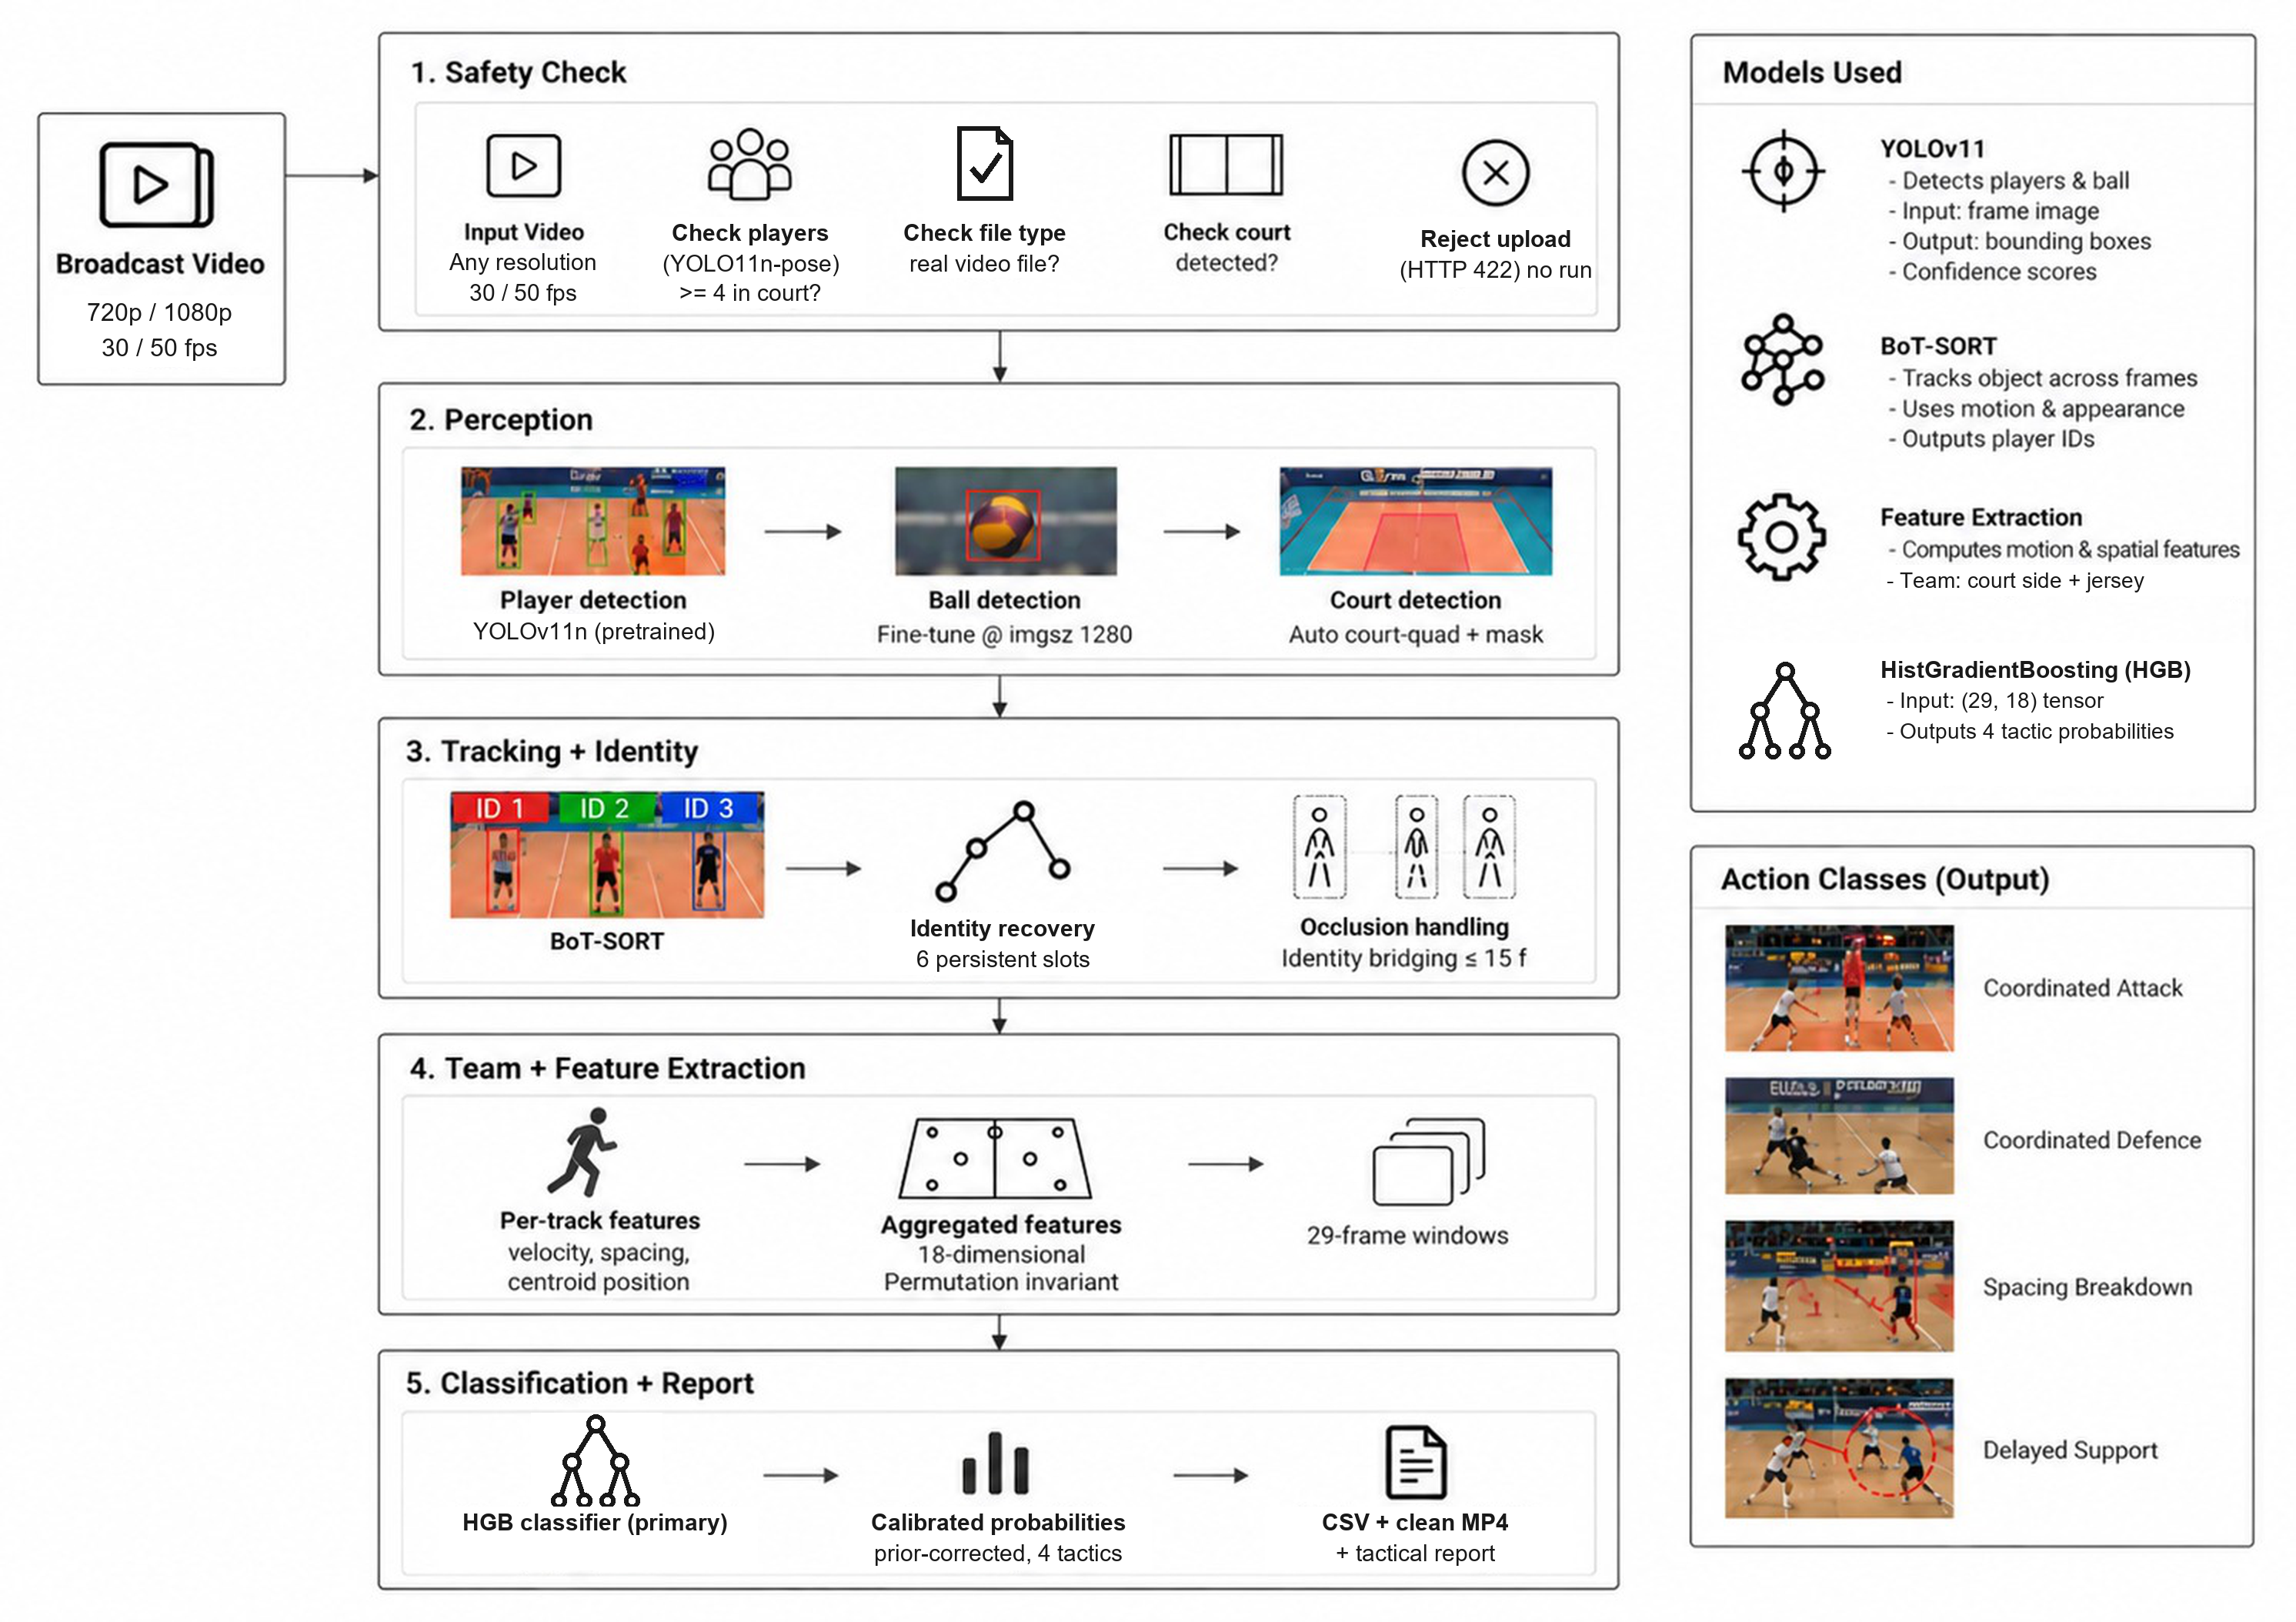 Broadcast Video
720p / 1080p
30 / 50 fps
1. Safety Check
Input Video
Any resolution
30 / 50 fps
Check players
(YOLO11n-pose)
>= 4 in court?
Check file type
real video file?
Check court
detected?
Reject upload
(HTTP 422) no run
2. Perception
Player detection
YOLOv11n (pretrained)
Ball detection
Fine-tune @ imgsz 1280
Court detection
Auto court-quad + mask
3. Tracking + Identity
ID 1
ID 2
ID 3
BoT-SORT
Identity recovery
6 persistent slots
Occlusion handling
Identity bridging ≤ 15 f
4. Team + Feature Extraction
Per-track features
velocity, spacing,
centroid position
Aggregated features
18-dimensional
Permutation invariant
29-frame windows
5. Classification + Report
HGB classifier (primary)
Calibrated probabilities
prior-corrected, 4 tactics
CSV + clean MP4
+ tactical report
Models Used
YOLOv11
- Detects players & ball
- Input: frame image
- Output: bounding boxes
- Confidence scores
BoT-SORT
- Tracks object across frames
- Uses motion & appearance
- Outputs player IDs
Feature Extraction
- Computes motion & spatial features
- Team: court side + jersey
HistGradientBoosting (HGB)
- Input: (29, 18) tensor
- Outputs 4 tactic probabilities
Action Classes (Output)
Coordinated Attack
Coordinated Defence
Spacing Breakdown
Delayed Support